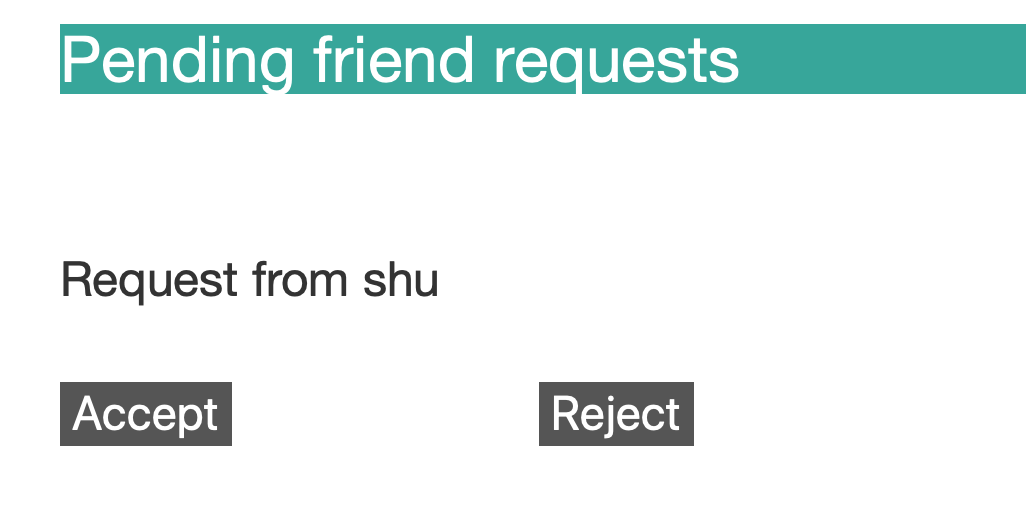 Pending friend requests
Request from shu
Accept
Reject